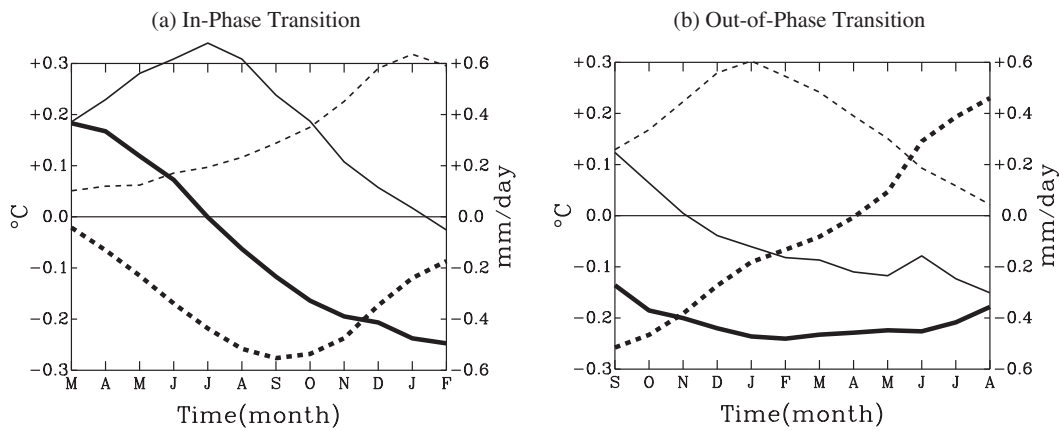 (a) In-Phase Transition
(b) Out-of-Phase Transition
+0.3
+0.2
+0.1
0.0
−0.1
−0.2
−0.3
°C
+0.6
+0.4
+0.2
0.0
−0.2
−0.4
−0.6
mm/day
M A M J J A S O N D J F
Time(month)
+0.3
+0.2
+0.1
0.0
−0.1
−0.2
−0.3
°C
+0.6
+0.4
+0.2
0.0
−0.2
−0.4
−0.6
mm/day
S O N D J F M A M J J A
Time(month)